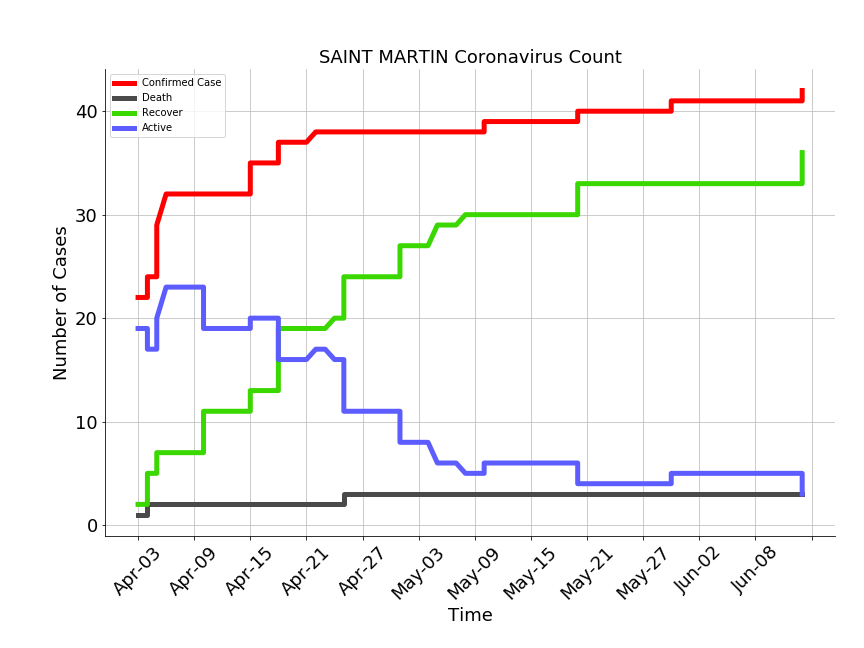 SAINT MARTIN Coronavirus Count
Confirmed Case
Death
Recover
Active
Number of Cases
40
30
20
10
0
Apr-03
Apr-09
Apr-15
Apr-21
Apr-27
May-03
May-09
May-15
May-21
May-27
Jun-02
Jun-08
Time